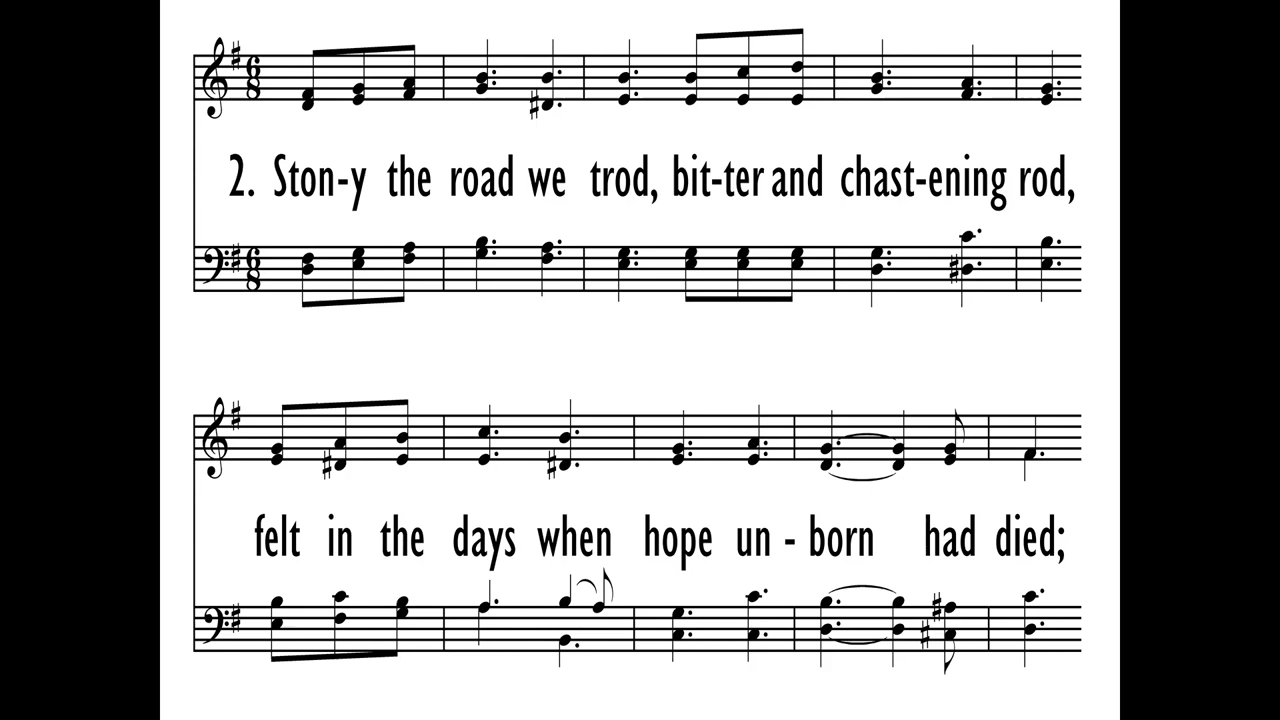 2. Ston-y the road we trod, bit-ter and chast-ening rod,
felt in the days when hope un - born had died;